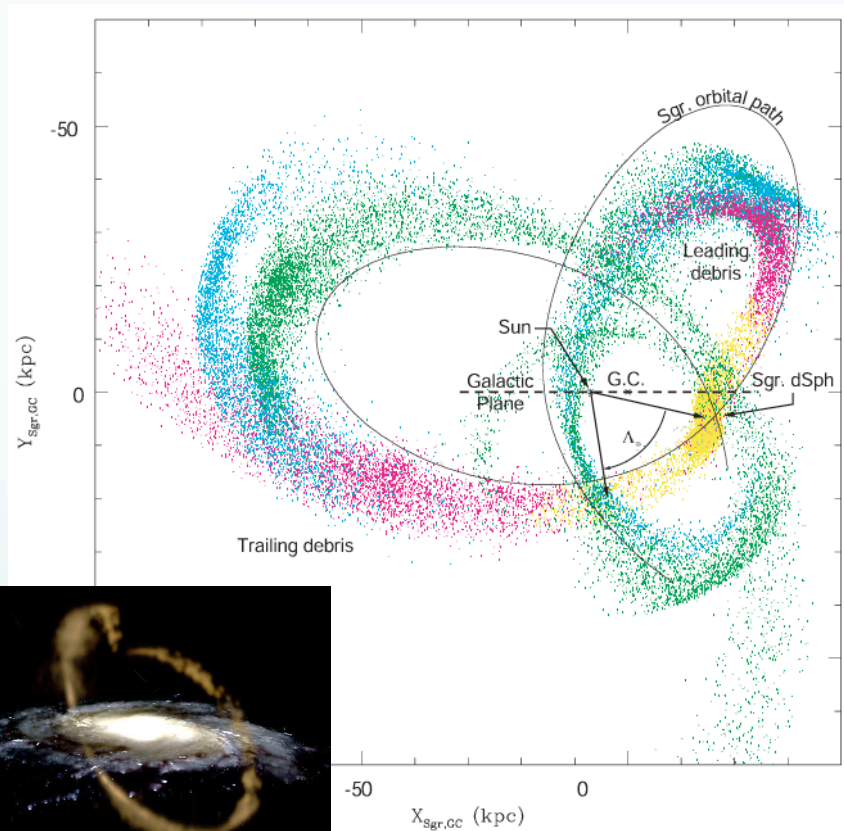 Sgr. orbital path
-50
Leading
debris
Sun
Galactic
Plane
G.C.
Sgr. dSph
0
Y_Sgr,GC (kpc)
Λ⊙
Trailing debris
-50
0
X_Sgr,GC (kpc)